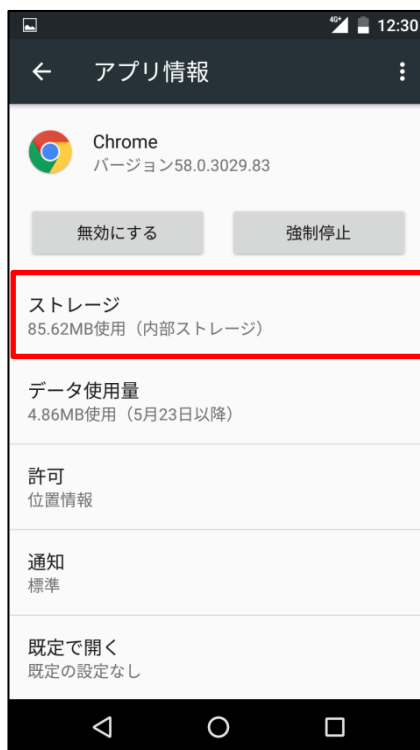 4G+ 12:30
アプリ情報
Chrome
バージョン58.0.3029.83
無効にする 強制停止
ストレージ
85.62MB使用（内部ストレージ）
データ使用量
4.86MB使用（5月23日以降）
許可
位置情報
通知
標準
既定で開く
既定の設定なし